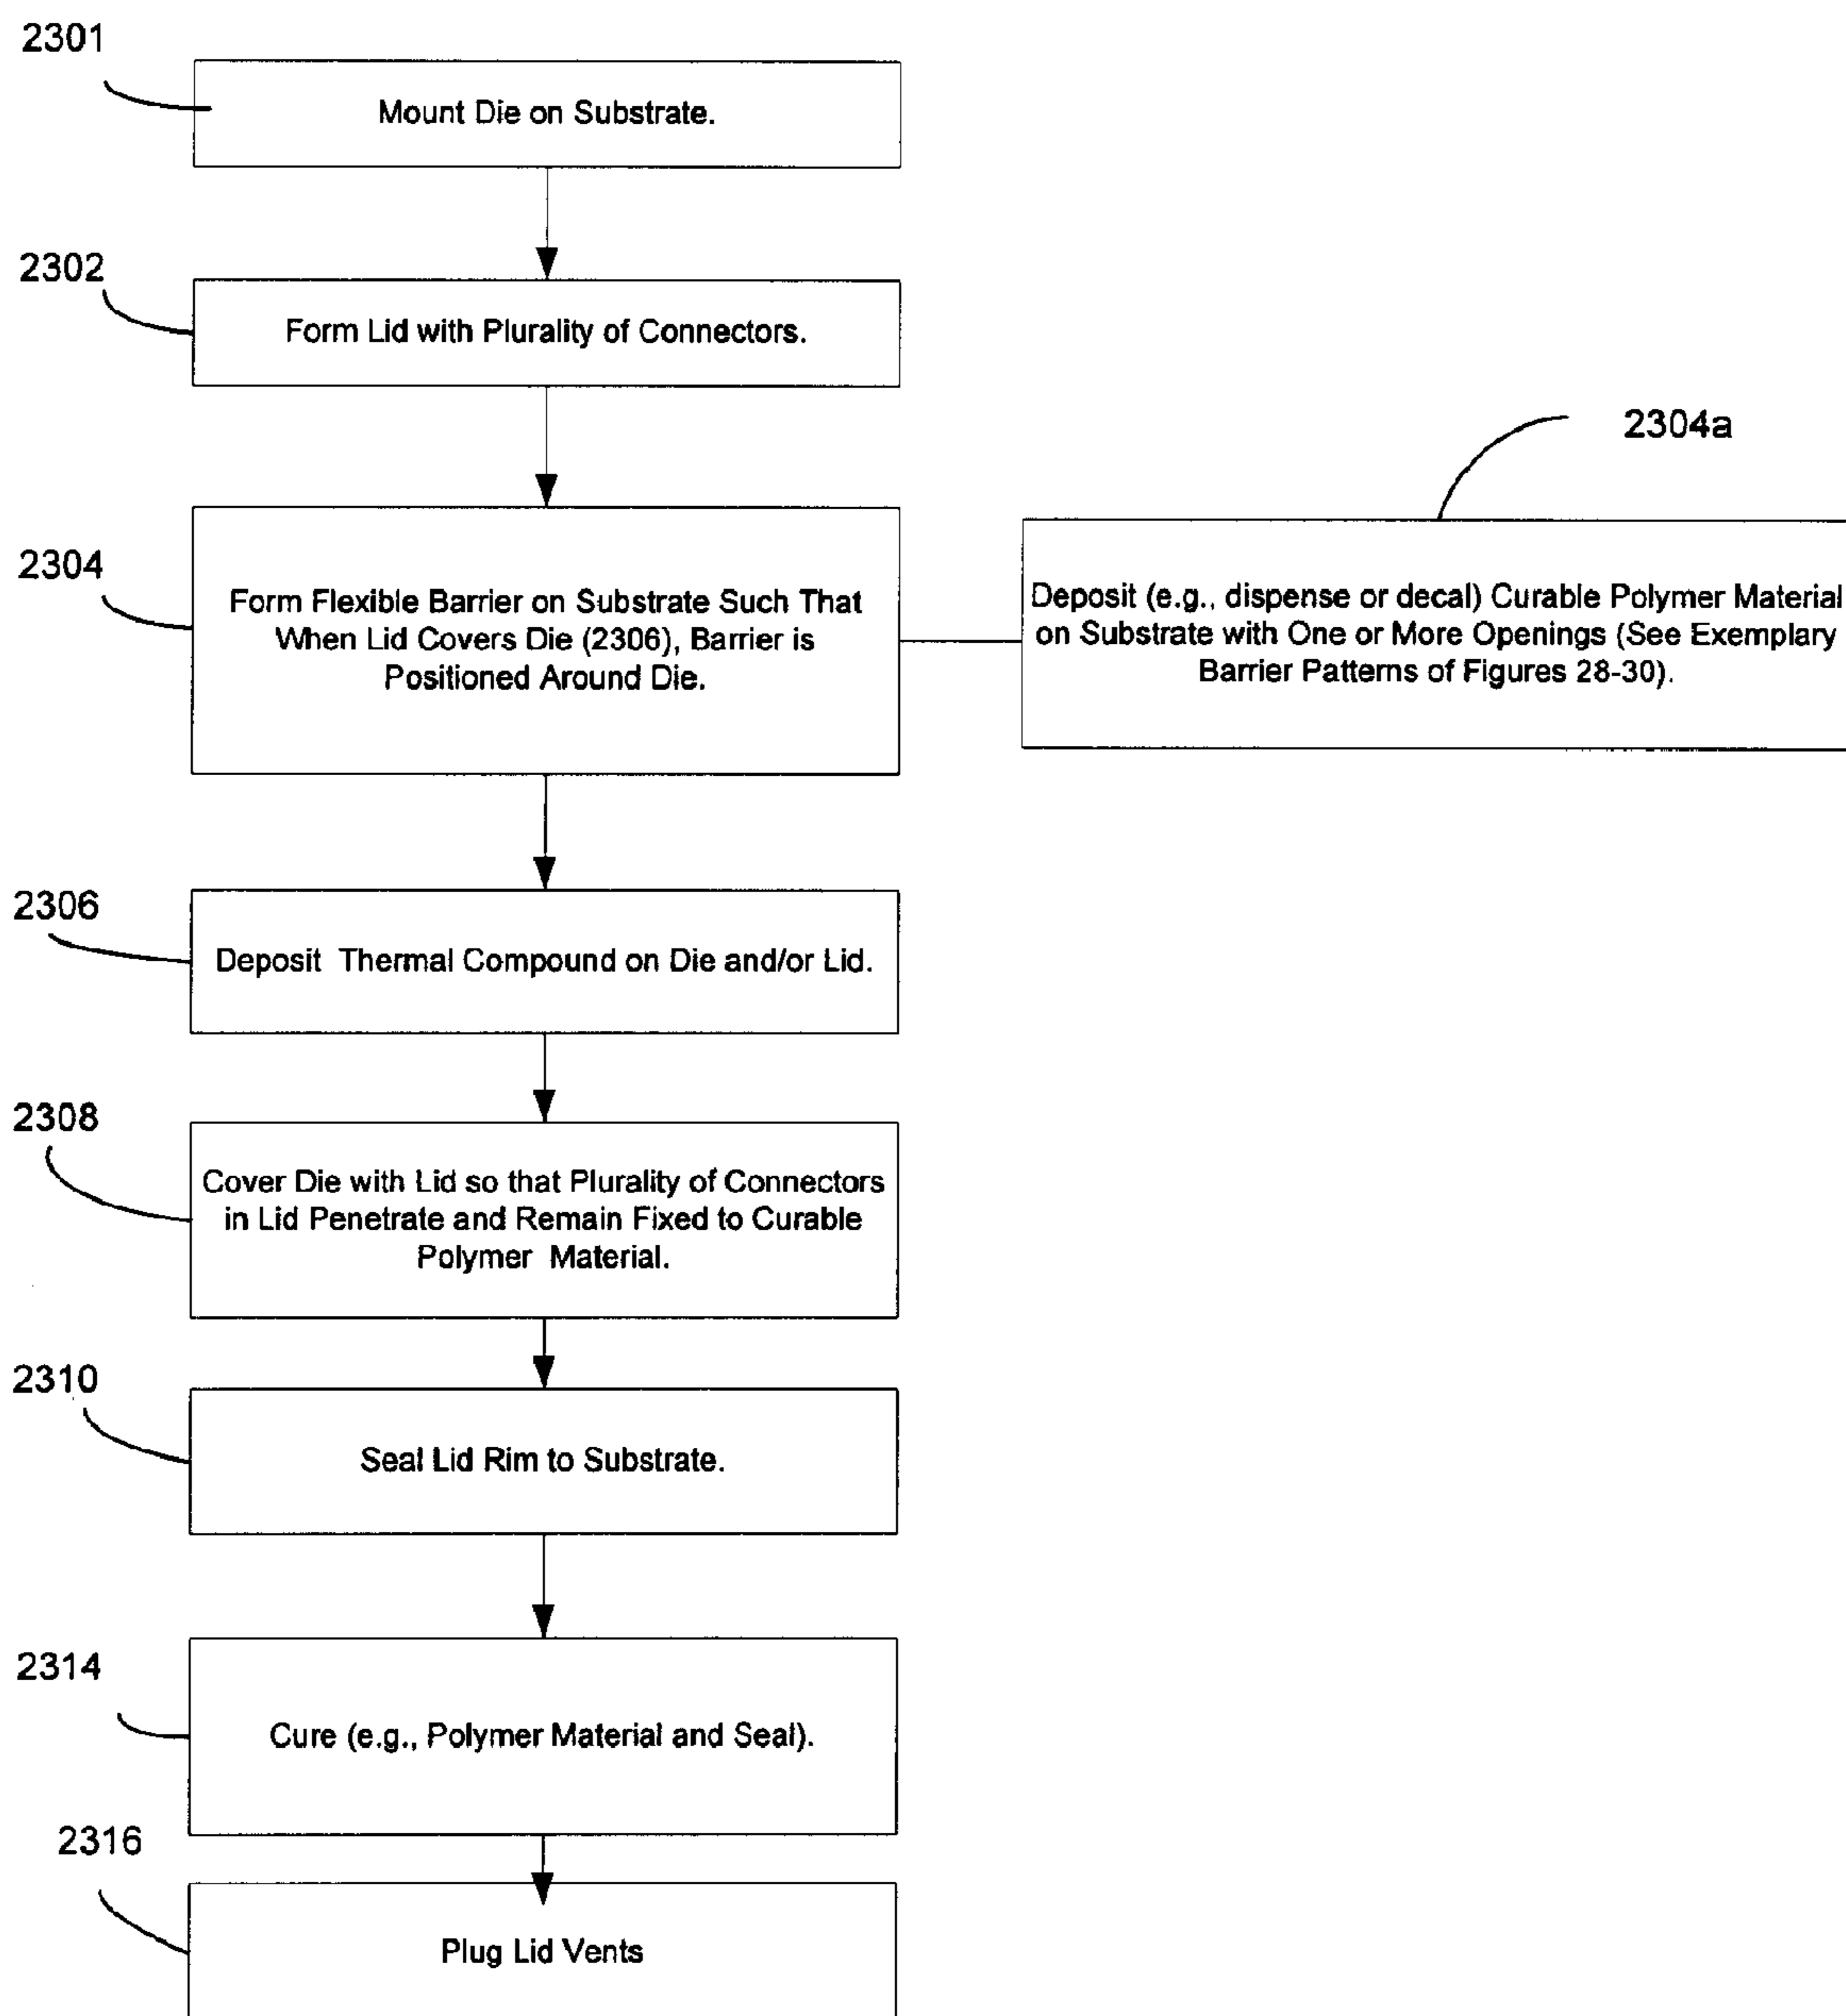 2301
Mount Die on Substrate.
2302
Form Lid with Plurality of Connectors.
2304
Form Flexible Barrier on Substrate Such That
When Lid Covers Die (2306), Barrier is
Positioned Around Die.
2304a
Deposit (e.g., dispense or decal) Curable Polymer Material
on Substrate with One or More Openings (See Exemplary
Barrier Patterns of Figures 28-30).
2306
Deposit Thermal Compound on Die and/or Lid.
2308
Cover Die with Lid so that Plurality of Connectors
in Lid Penetrate and Remain Fixed to Curable
Polymer Material.
2310
Seal Lid Rim to Substrate.
2314
Cure (e.g., Polymer Material and Seal).
2316
Plug Lid Vents